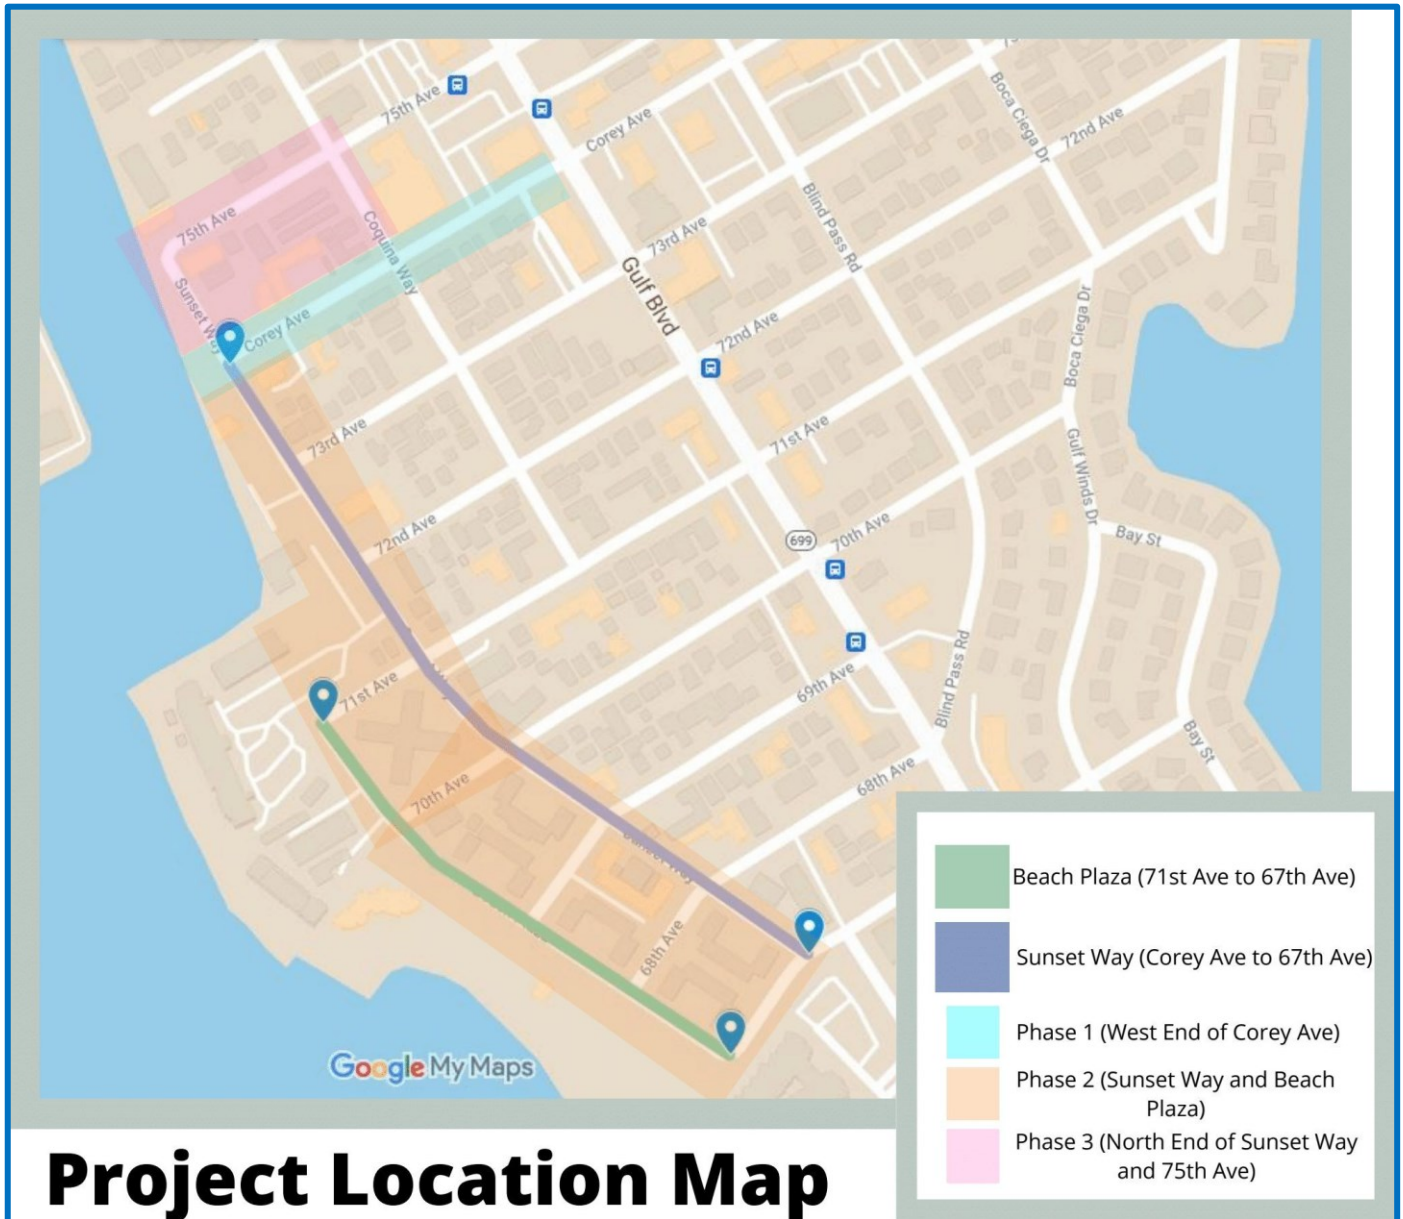 75th Ave
Corey Ave
Boca Ciega Dr
72nd Ave
75th Ave
Coquina Way
Blind Pass Rd
73rd Ave
Gulf Blvd
Sunset Way
Corey Ave
72nd Ave
Boca Ciega Dr
73rd Ave
71st Ave
Gulf Winds Dr
72nd Ave
699
70th Ave
Bay St
71st Ave
69th Ave
Blind Pass Rd
Bay St
70th Ave
68th Ave
68th Ave
Google My Maps
Beach Plaza (71st Ave to 67th Ave)
Sunset Way (Corey Ave to 67th Ave)
Phase 1 (West End of Corey Ave)
Phase 2 (Sunset Way and Beach
Plaza)
Phase 3 (North End of Sunset Way
and 75th Ave)
Project Location Map